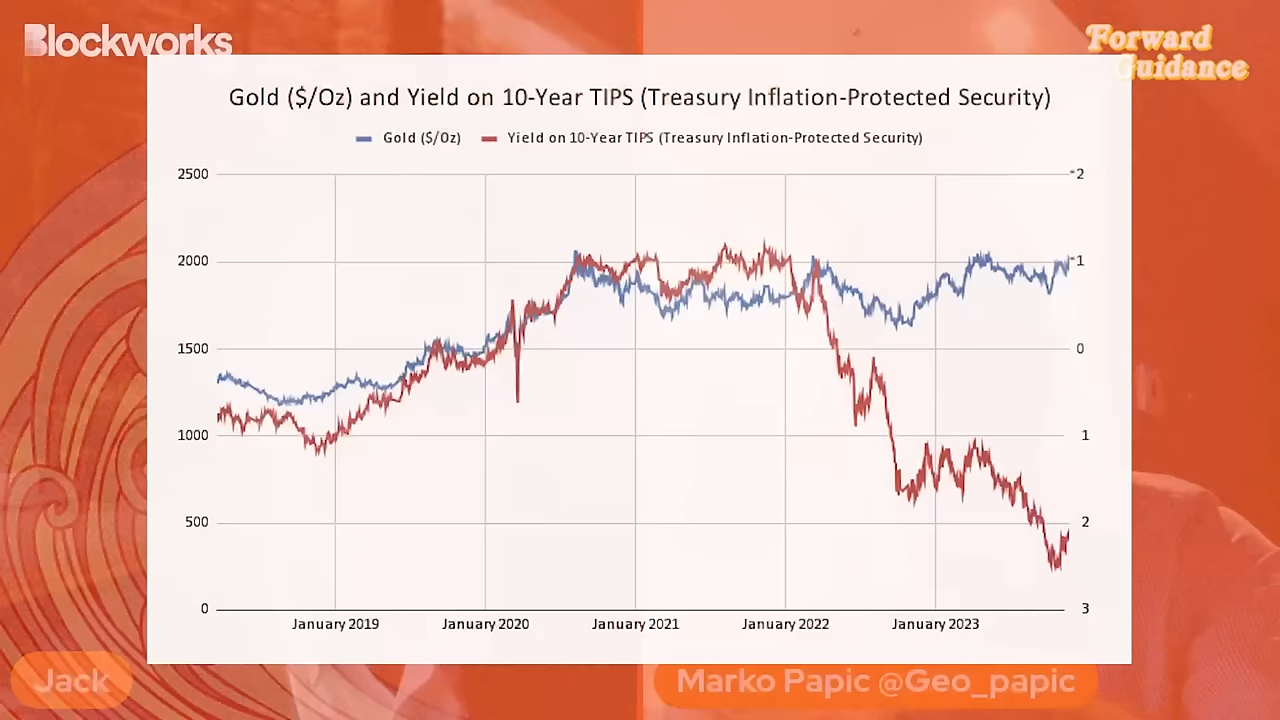 Blockworks
Forward
Guidance
Gold ($/Oz) and Yield on 10-Year TIPS (Treasury Inflation-Protected Security)
Gold ($/Oz) Yield on 10-Year TIPS (Treasury Inflation-Protected Security)
2500 -2
2000 -1
1500 0
1000 1
500 2
0 3
January 2019 January 2020 January 2021 January 2022 January 2023
Jack Marko Papic @Geo_papic